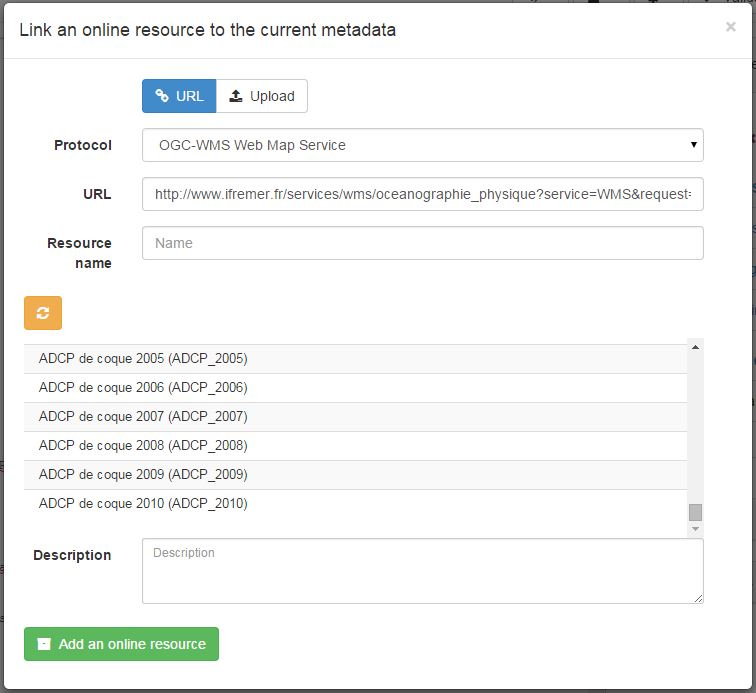 Link an online resource to the current metadata
×
URL Upload
Protocol OGC-WMS Web Map Service
URL http://www.ifremer.fr/services/wms/oceanographie_physique?service=WMS&request=
Resource name Name
ADCP de coque 2005 (ADCP_2005)
ADCP de coque 2006 (ADCP_2006)
ADCP de coque 2007 (ADCP_2007)
ADCP de coque 2008 (ADCP_2008)
ADCP de coque 2009 (ADCP_2009)
ADCP de coque 2010 (ADCP_2010)
Description Description
Add an online resource